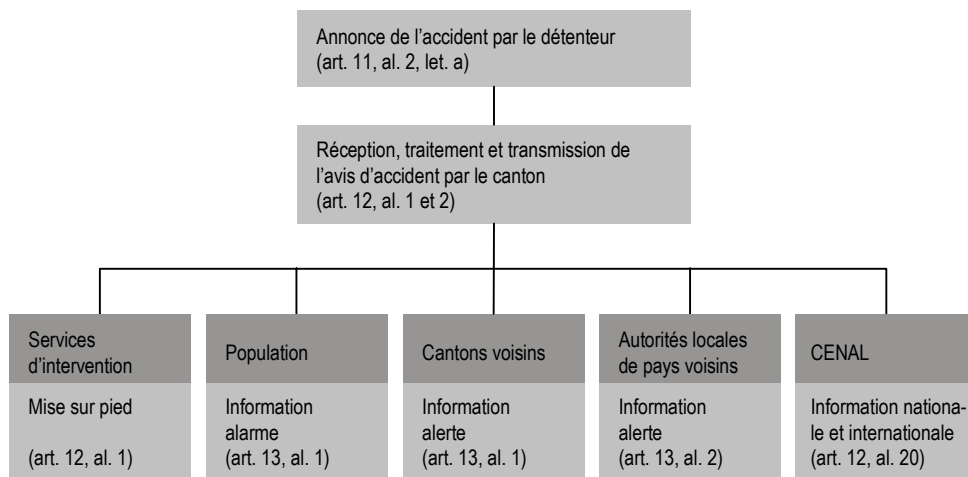 Annonce de l’accident par le détenteur
(art. 11, al. 2, let. a)
Réception, traitement et transmission de
l’avis d’accident par le canton
(art. 12, al. 1 et 2)
Services
d’intervention
Mise sur pied
(art. 12, al. 1)
Population
Information
alarme
(art. 13, al. 1)
Cantons voisins
Information
alerte
(art. 13, al. 1)
Autorités locales
de pays voisins
Information
alerte
(art. 13, al. 2)
CENAL
Information nationa-
le et internationale
(art. 12, al. 20)